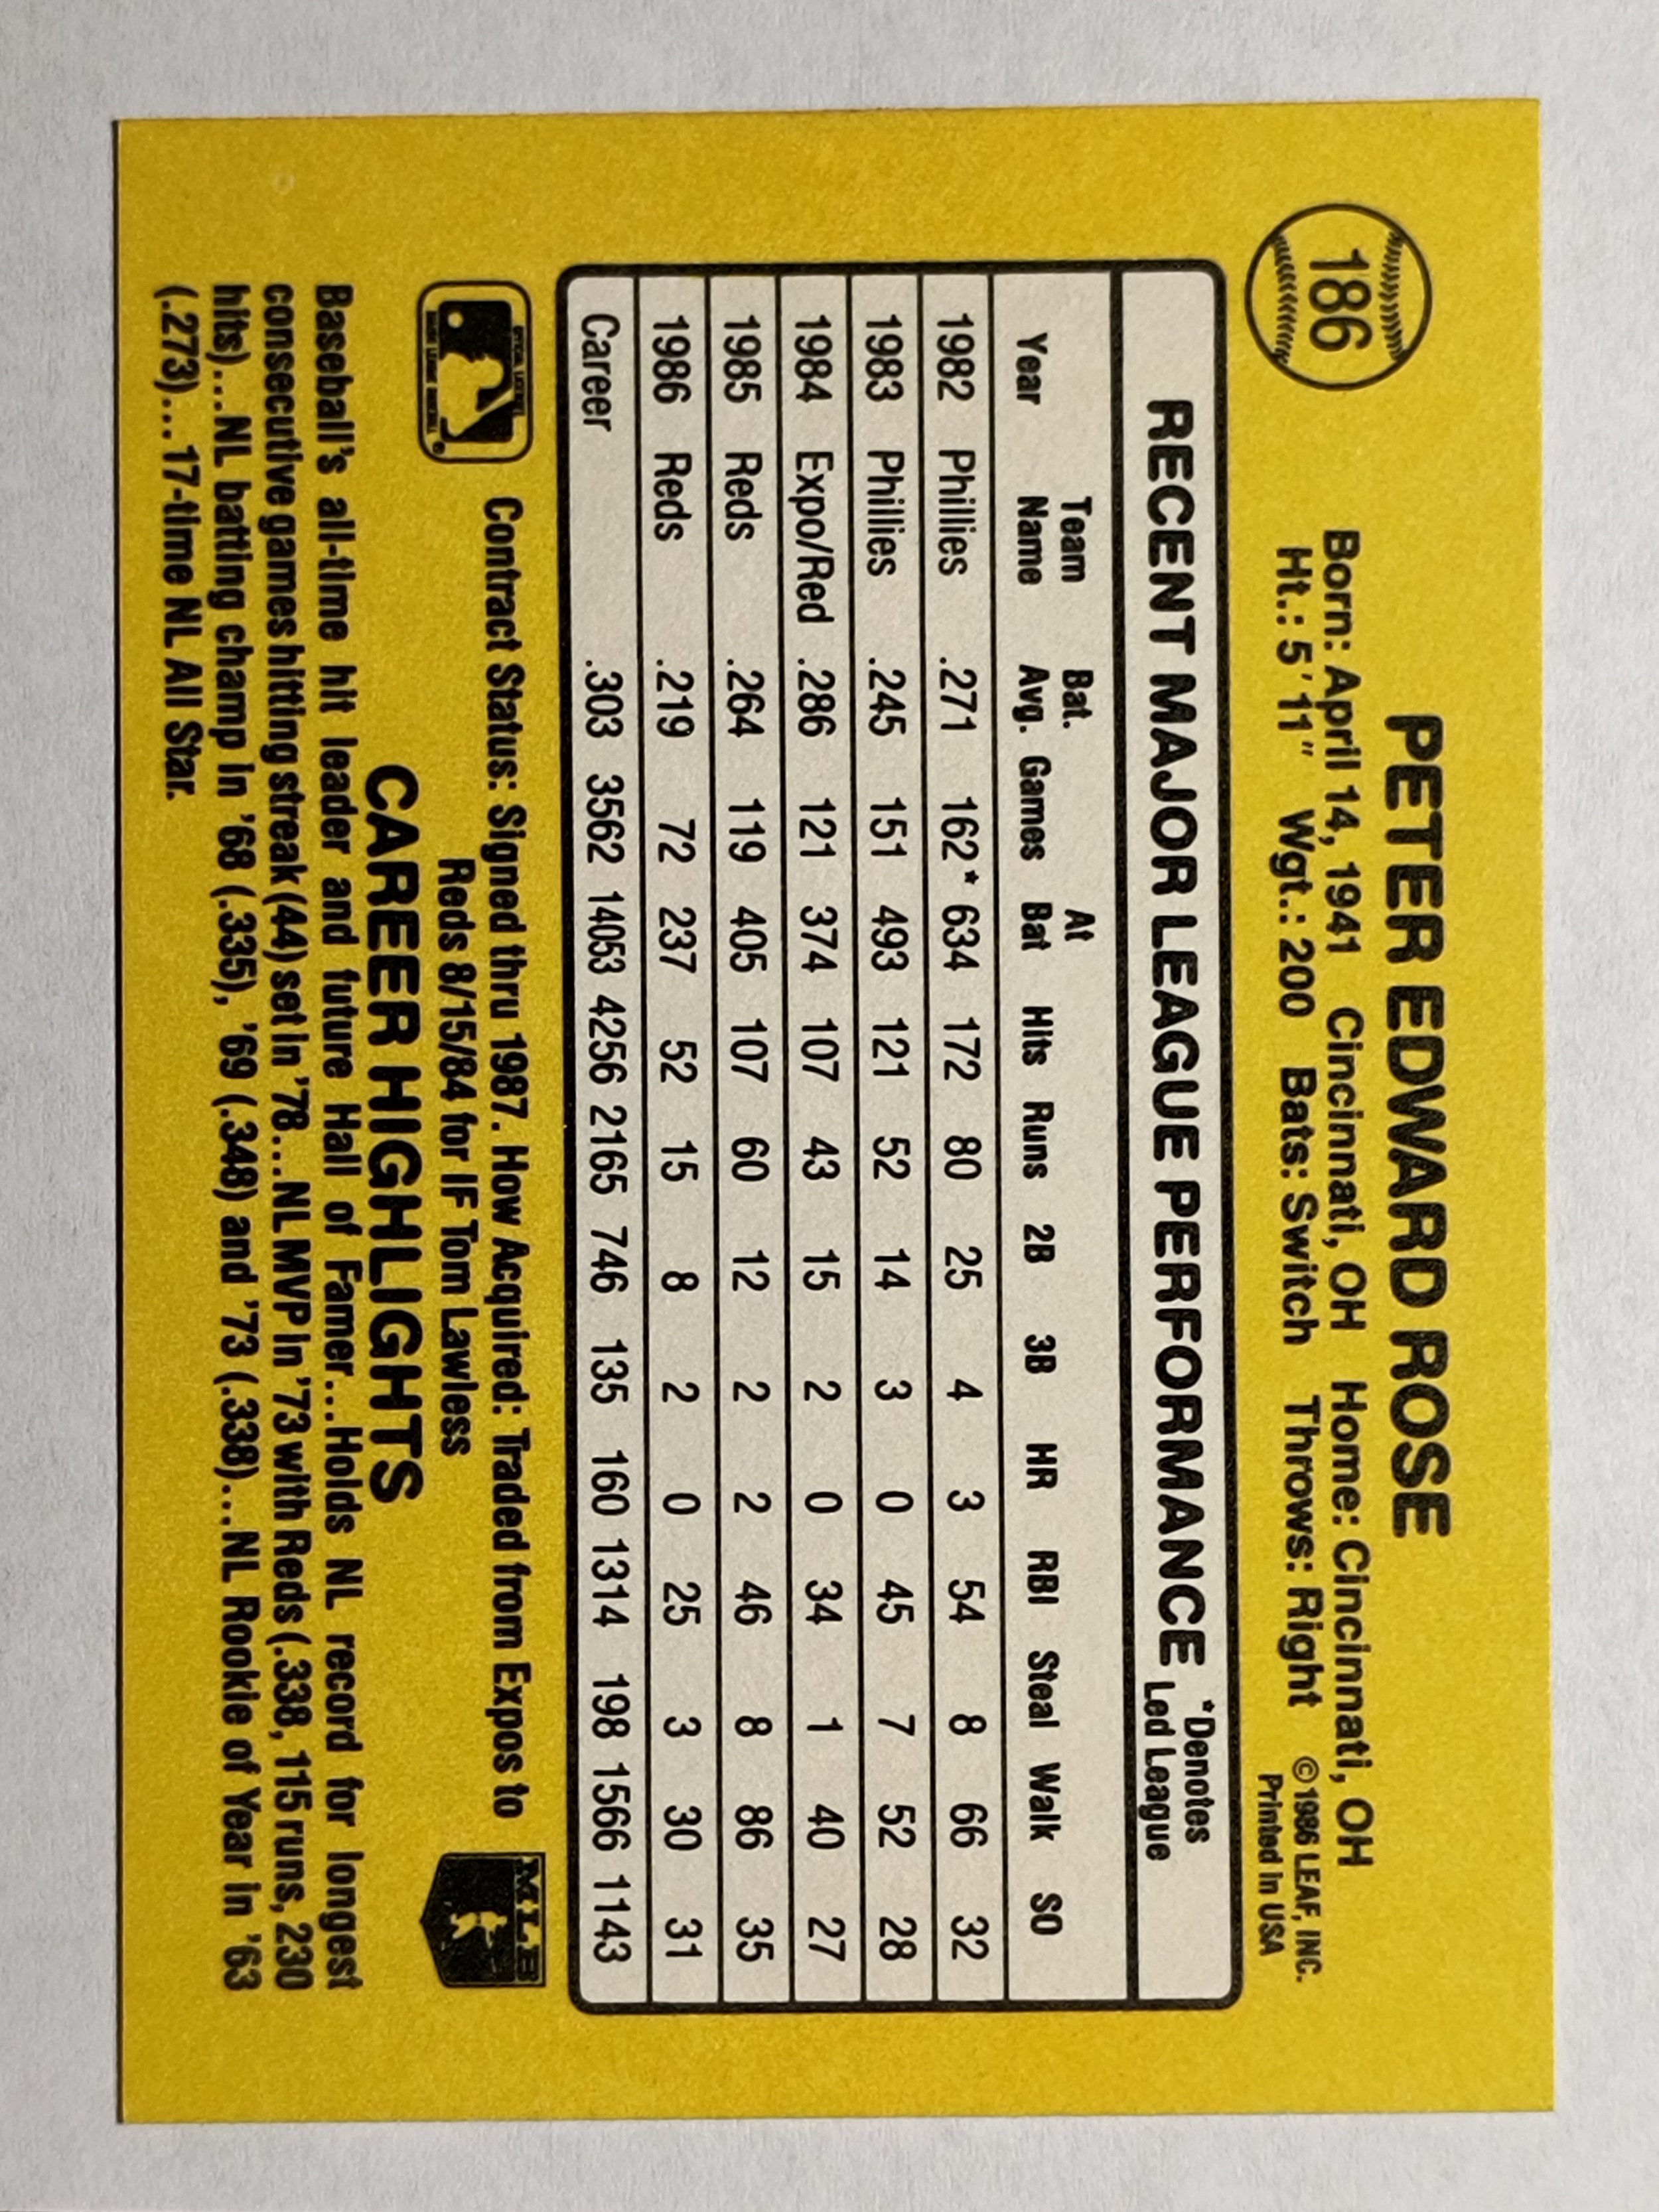 186
PETER EDWARD ROSE
Born: April 14, 1941 Cincinnati, OH Home: Cincinnati, OH
Ht.: 5'11" Wgt.: 200 Bats: Switch Throws: Right
©1986 LEAF, INC.
Printed in USA
RECENT MAJOR LEAGUE PERFORMANCE *Denotes Led League
Year Team Name Bat. Avg. Games At Bat Hits Runs 2B 3B HR RBI Steal Walk SO
1982 Phillies .271 162* 634 172 80 25 4 3 54 8 66 32
1983 Phillies .245 151 493 121 52 14 3 0 45 7 52 28
1984 Expo/Red .286 121 374 107 43 15 2 0 34 1 40 27
1985 Reds .264 119 405 107 60 12 2 2 46 8 86 35
1986 Reds .219 72 237 52 15 8 2 0 25 3 30 31
Career .303 3562 14053 4256 2165 746 135 160 1314 198 1566 1143
Contract Status: Signed thru 1987. How Acquired: Traded from Expos to
Reds 8/15/84 for IF Tom Lawless
MLB
CAREER HIGHLIGHTS
Baseball's all-time hit leader and future Hall of Famer...Holds NL record for longest
consecutive games hitting streak (44) set in '78...NL MVP in '73 with Reds (.338, 115 runs, 230
hits)...NL batting champ in '68 (.335), '69 (.348) and '73 (.338)...NL Rookie of Year in '63
(.273)...17-time NL All Star.